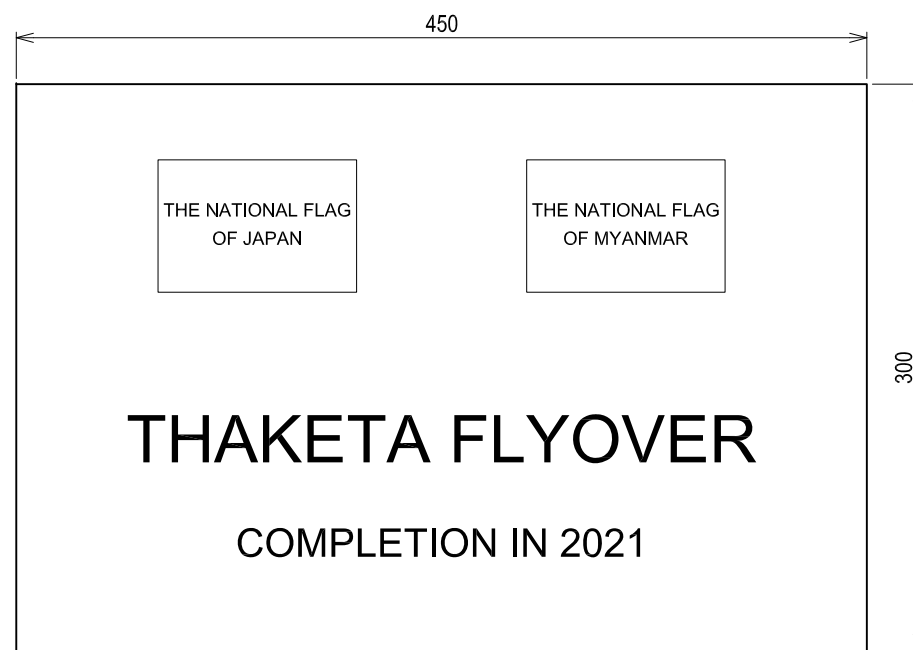 450
THE NATIONAL FLAG
OF JAPAN
THE NATIONAL FLAG
OF MYANMAR
300
THAKETA FLYOVER
COMPLETION IN 2021